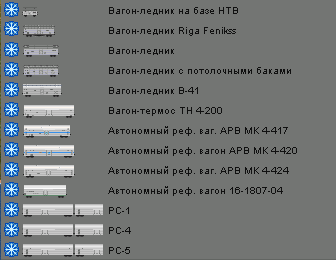 Вагон-ледник на базе НТВ
Вагон-ледник Riga Fenikss
Вагон-ледник
Вагон-ледник с потолочными баками
Вагон-ледник В-41
Вагон-термос ТН 4-200
Автономный реф. ваг. АРВ МК 4-417
Автономный реф. вагон АРВ МК 4-420
Автономный реф. ваг. АРВ МК 4-424
Автономный реф. вагон 16-1807-04
РС-1
РС-4
РС-5